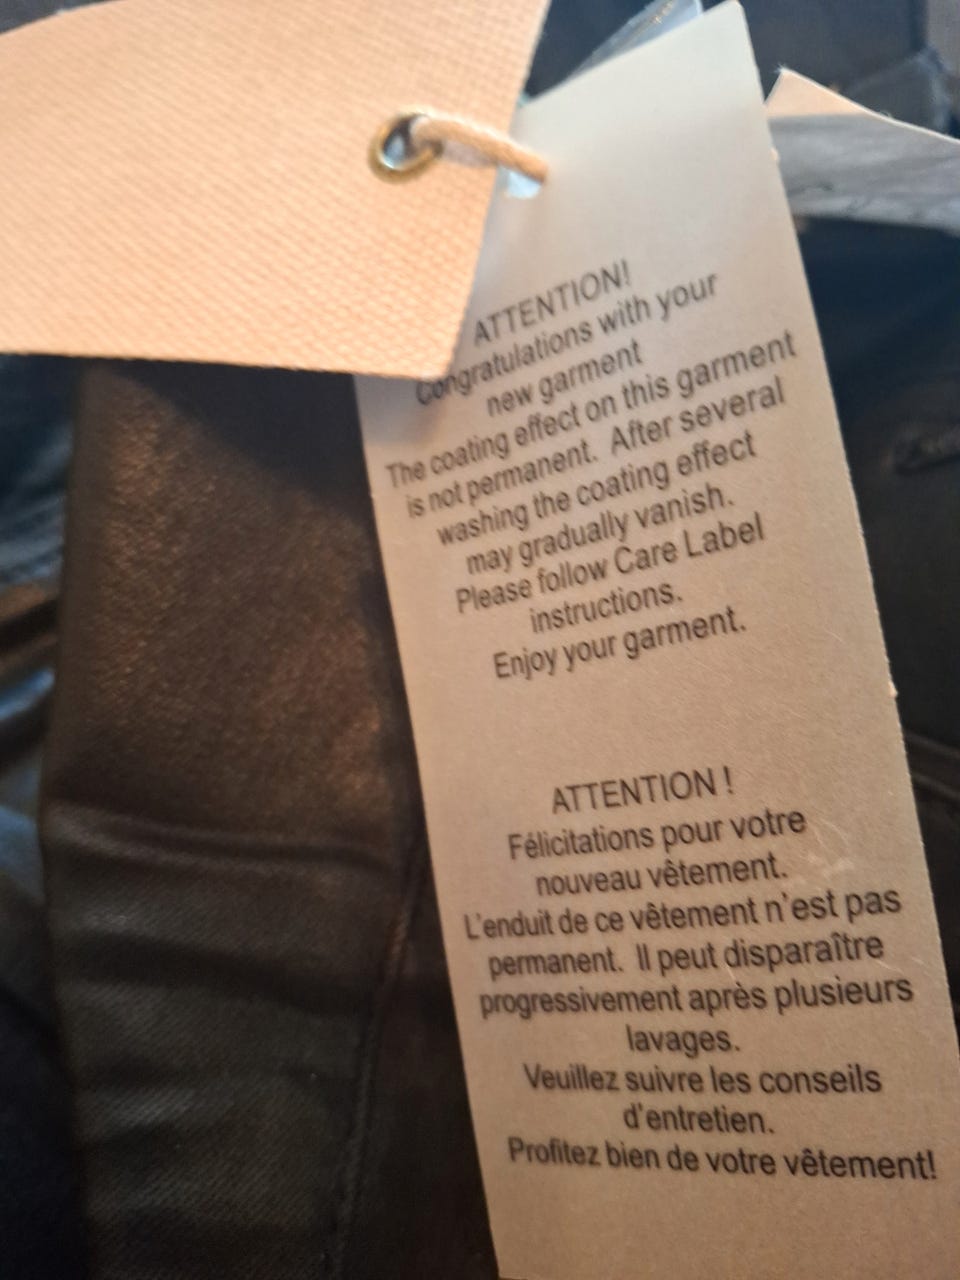 ATTENTION!
Congratulations with your
new garment
The coating effect on this garment
is not permanent. After several
washing the coating effect
may gradually vanish.
Please follow Care Label
instructions.
Enjoy your garment.
ATTENTION !
Félicitations pour votre
nouveau vêtement.
L'enduit de ce vêtement n'est pas
permanent. Il peut disparaître
progressivement après plusieurs
lavages.
Veuillez suivre les conseils
d'entretien.
Profitez bien de votre vêtement!